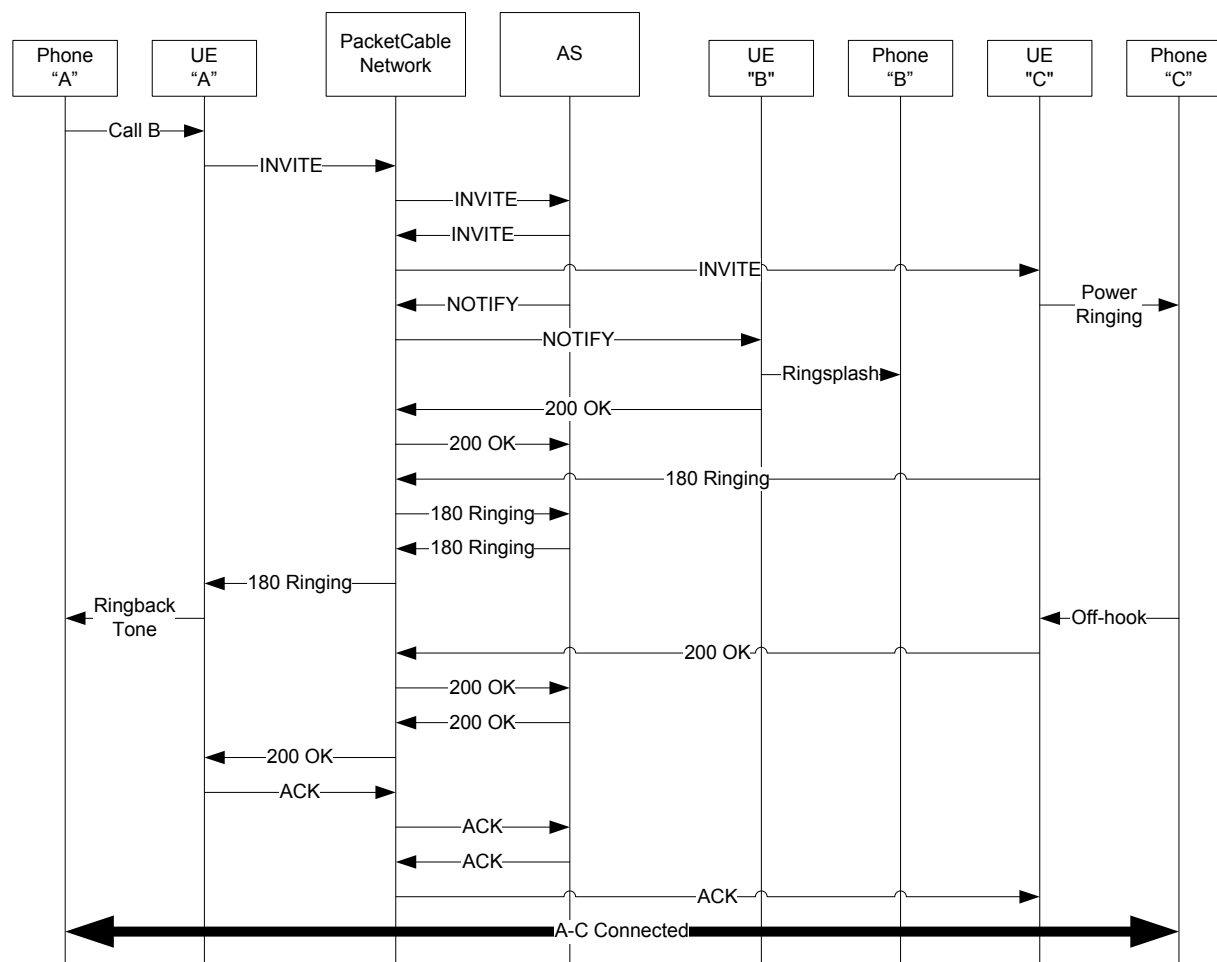 Phone
“A”
UE
“A”
PacketCable
Network
AS
UE
"B"
Phone
“B”
UE
"C"
Phone
“C”
Call B
INVITE
INVITE
INVITE
INVITE
NOTIFY
Power
Ringing
NOTIFY
Ringsplash
200 OK
200 OK
180 Ringing
180 Ringing
180 Ringing
180 Ringing
Ringback
Tone
Off-hook
200 OK
200 OK
200 OK
200 OK
ACK
ACK
ACK
ACK
A-C Connected